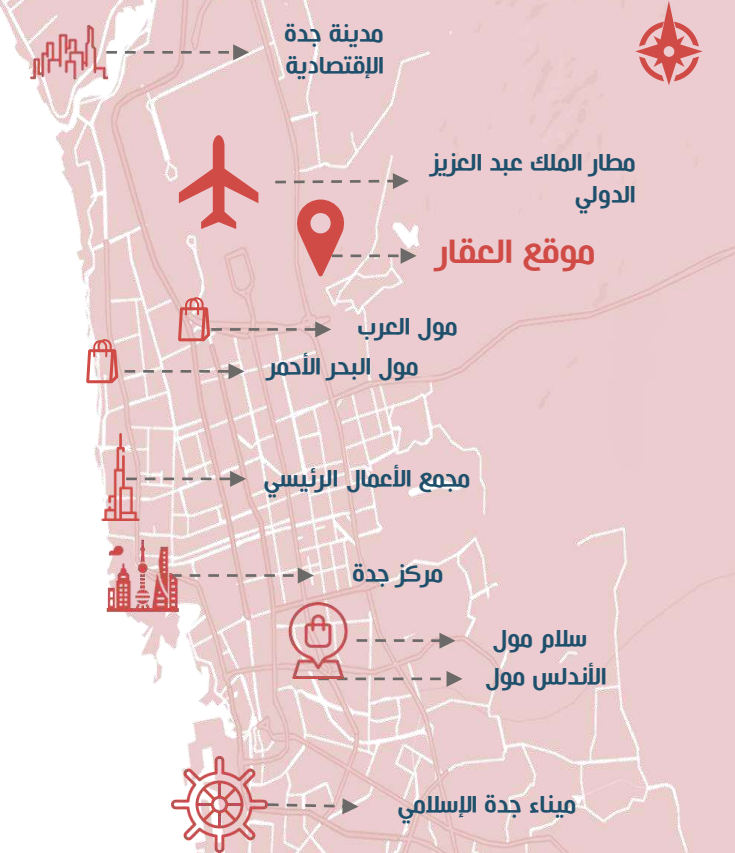 مدينة جدة
الإقتصادية
مطار الملك عبد العزيز
الدولي
موقع العقار
مول العرب
مول البحر الأحمر
مجمع الأعمال الرئيسي
مركز جدة
سلام مول
الأندلس مول
ميناء جدة الإسلامي